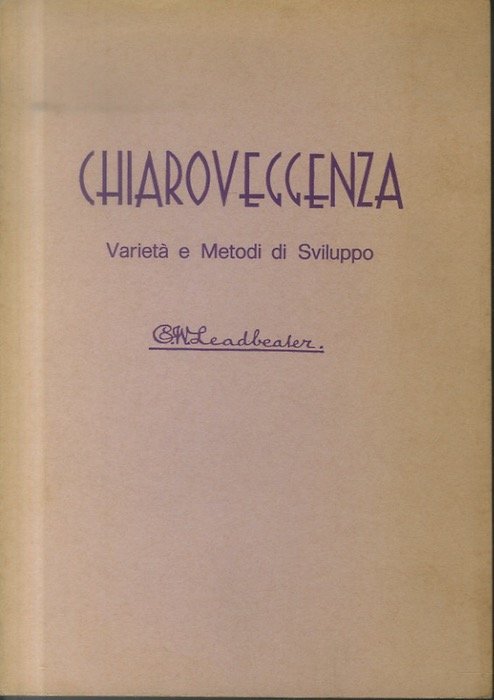 CHIAROVEGGENZA
Varietà e Metodi di Sviluppo
C.W.Leadbeater.